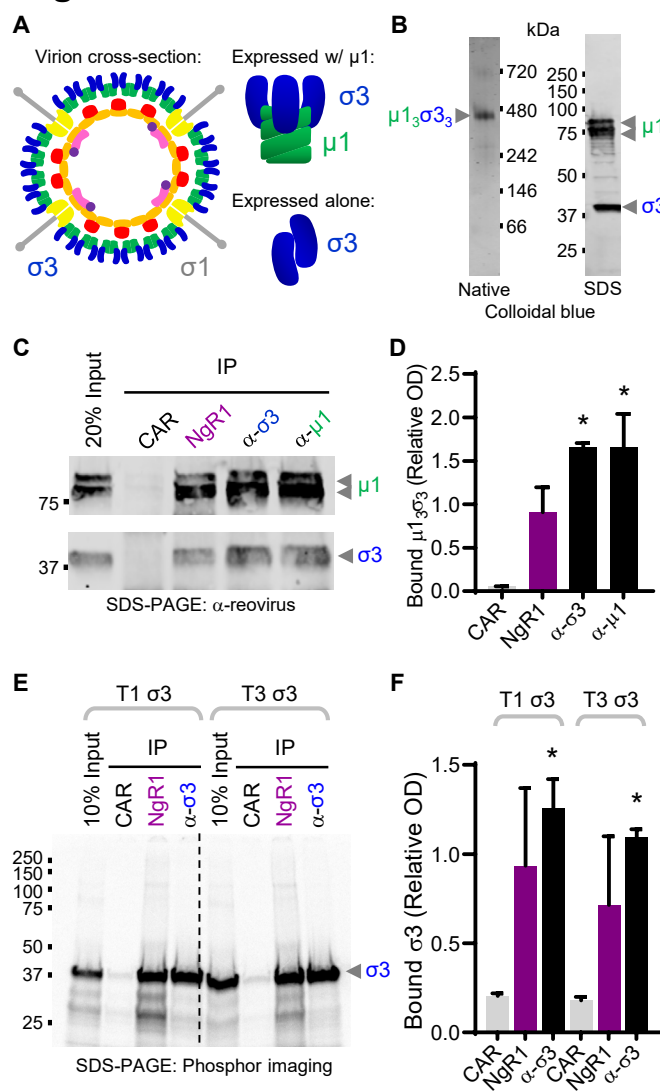 A
Virion cross-section:
Expressed w/ µ1:
σ3
µ1
Expressed alone:
σ3
σ3
σ1
B
kDa
720
480
242
146
66
µ1₃σ3₃
250
150
100
75
50
37
25
µ1
σ3
Native
SDS
Colloidal blue
C
IP
20% Input
CAR
NgR1
α-σ3
α-µ1
75
37
µ1
σ3
SDS-PAGE: α-reovirus
D
Bound µ1₃σ₃ (Relative OD)
2.5
2.0
1.5
1.0
0.5
0.0
* *
CAR
NgR1
α-σ3
α-µ1
E
T1 σ3 T3 σ3
IP IP
10% Input
CAR
NgR1
α-σ3
10% Input
CAR
NgR1
α-σ3
250
150
100
75
50
37
25
σ3
SDS-PAGE: Phosphor imaging
F
T1 σ3 T3 σ3
Bound σ3 (Relative OD)
1.5
1.0
0.5
0.0
* *
CAR
NgR1
α-σ3
CAR
NgR1
α-σ3